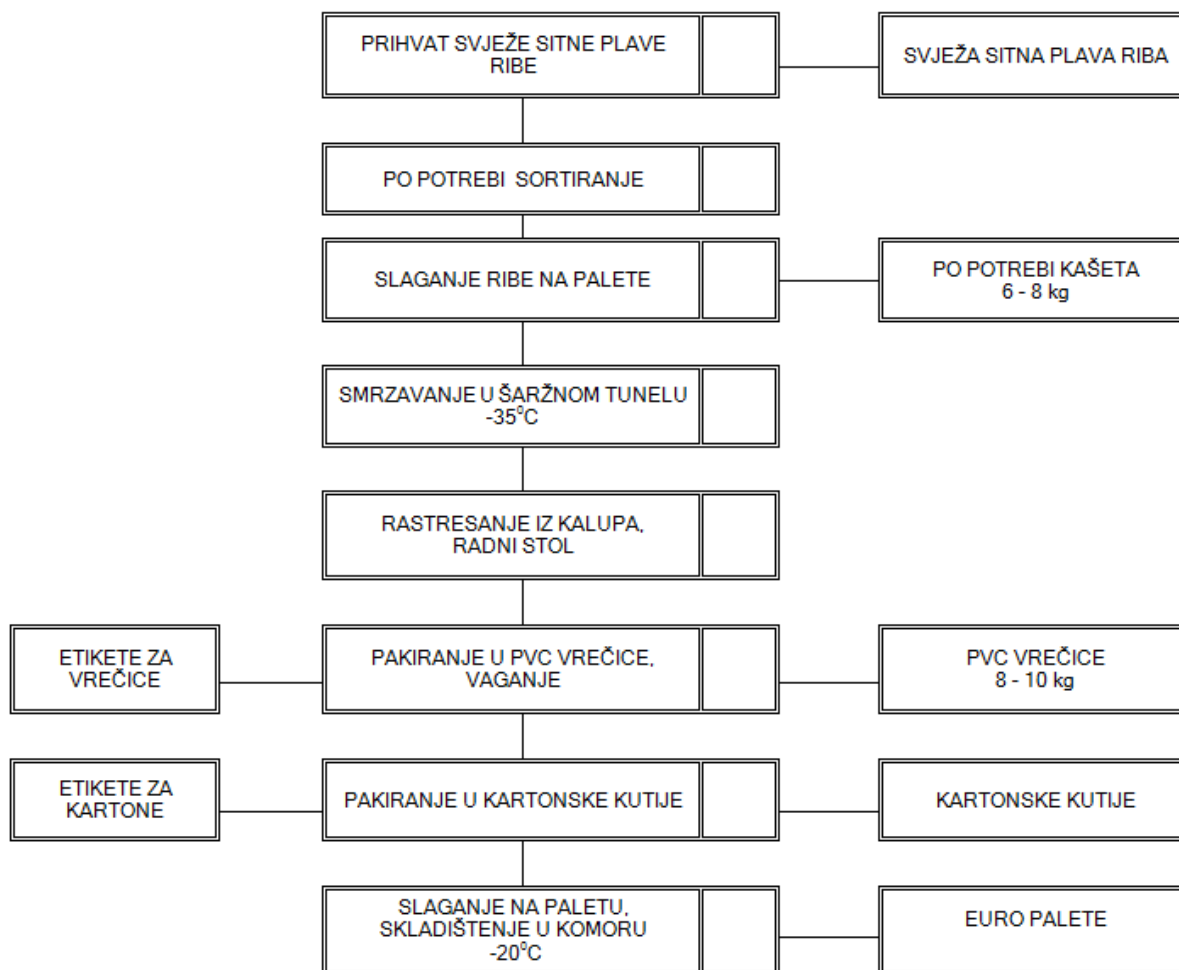 PRIHVAT SVJEŽE SITNE PLAVE
RIBE
SVJEŽA SITNA PLAVA RIBA
PO POTREBI  SORTIRANJE
SLAGANJE RIBE NA PALETE
PO POTREBI KAŠETA
6 - 8 kg
SMRZAVANJE U ŠARŽNOM TUNELU
-35⁰C
RASTRESANJE IZ KALUPA,
RADNI STOL
ETIKETE ZA
VREČICE
PAKIRANJE U PVC VREČICE,
VAGANJE
PVC VREČICE
8 - 10 kg
ETIKETE ZA
KARTONE
PAKIRANJE U KARTONSKE KUTIJE
KARTONSKE KUTIJE
SLAGANJE NA PALETU,
SKLADIŠTENJE U KOMORU
-20⁰C
EURO PALETE